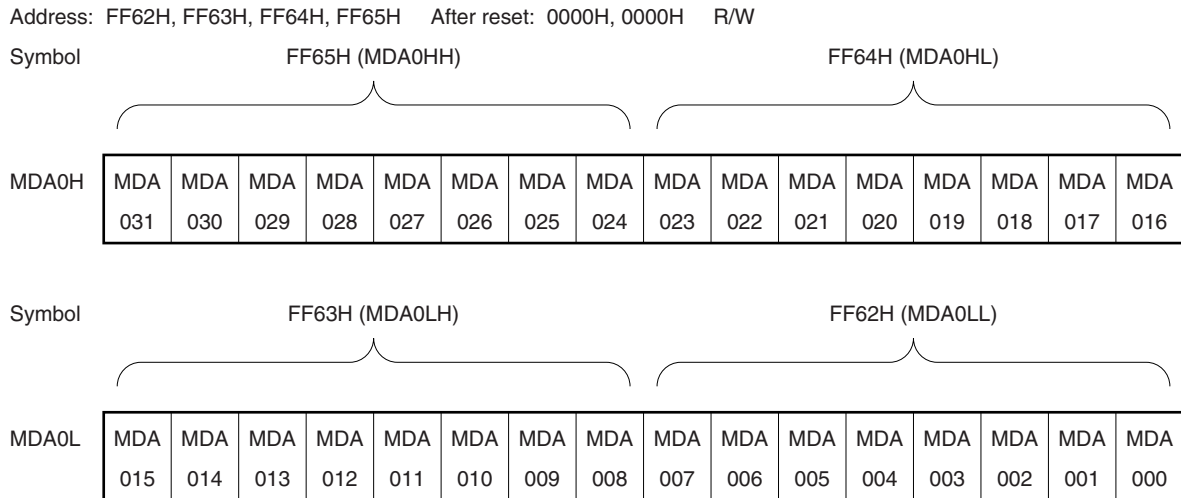 Address: FF62H, FF63H, FF64H, FF65H After reset: 0000H, 0000H R/W
Symbol FF65H (MDA0HH) FF64H (MDA0HL)
MDA0H MDA MDA MDA MDA MDA MDA MDA MDA MDA MDA MDA MDA MDA MDA MDA MDA
031 030 029 028 027 026 025 024 023 022 021 020 019 018 017 016
Symbol FF63H (MDA0LH) FF62H (MDA0LL)
MDA0L MDA MDA MDA MDA MDA MDA MDA MDA MDA MDA MDA MDA MDA MDA MDA MDA
015 014 013 012 011 010 009 008 007 006 005 004 003 002 001 000